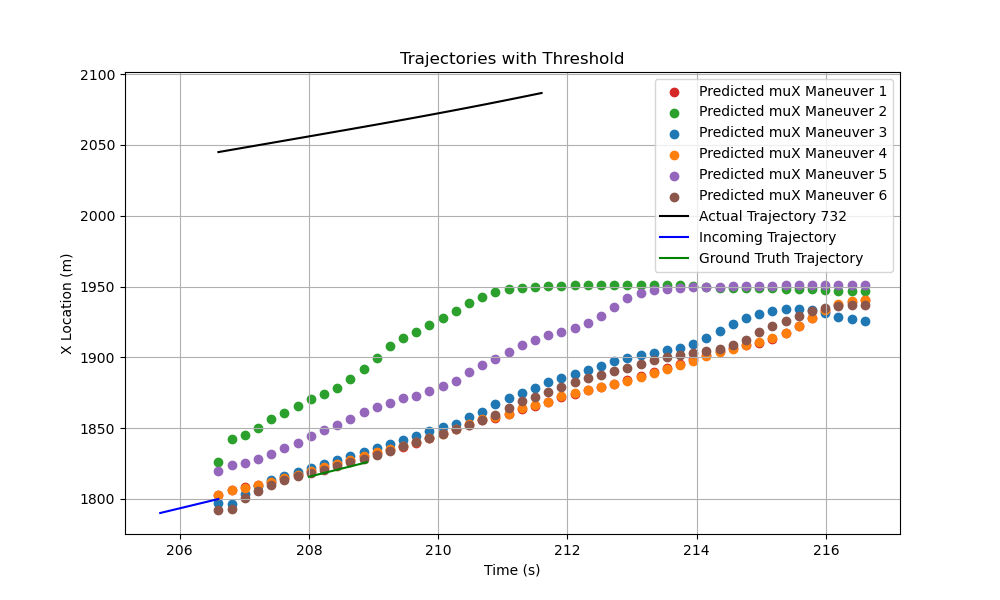 Trajectories with Threshold
2100
2050
2000
1950
1900
1850
1800
X Location (m)
206
208
210
212
214
216
Time (s)
Predicted muX Maneuver 1
Predicted muX Maneuver 2
Predicted muX Maneuver 3
Predicted muX Maneuver 4
Predicted muX Maneuver 5
Predicted muX Maneuver 6
Actual Trajectory 732
Incoming Trajectory
Ground Truth Trajectory